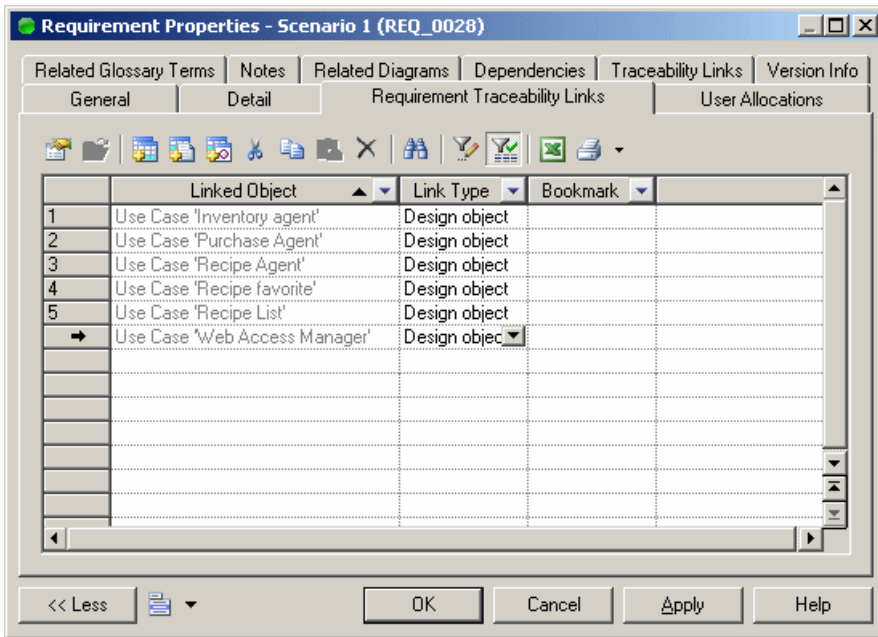 Requirement Properties - Scenario 1 (REQ_0028)
Related Glossary Terms Notes Related Diagrams Dependencies Traceability Links Version Info
General Detail Requirement Traceability Links User Allocations
Linked Object Link Type Bookmark
1 Use Case 'Inventory agent' Design object
2 Use Case 'Purchase Agent' Design object
3 Use Case 'Recipe Agent' Design object
4 Use Case 'Recipe favorite' Design object
5 Use Case 'Recipe List' Design object
Use Case 'Web Access Manager' Design objec
<< Less OK Cancel Apply Help